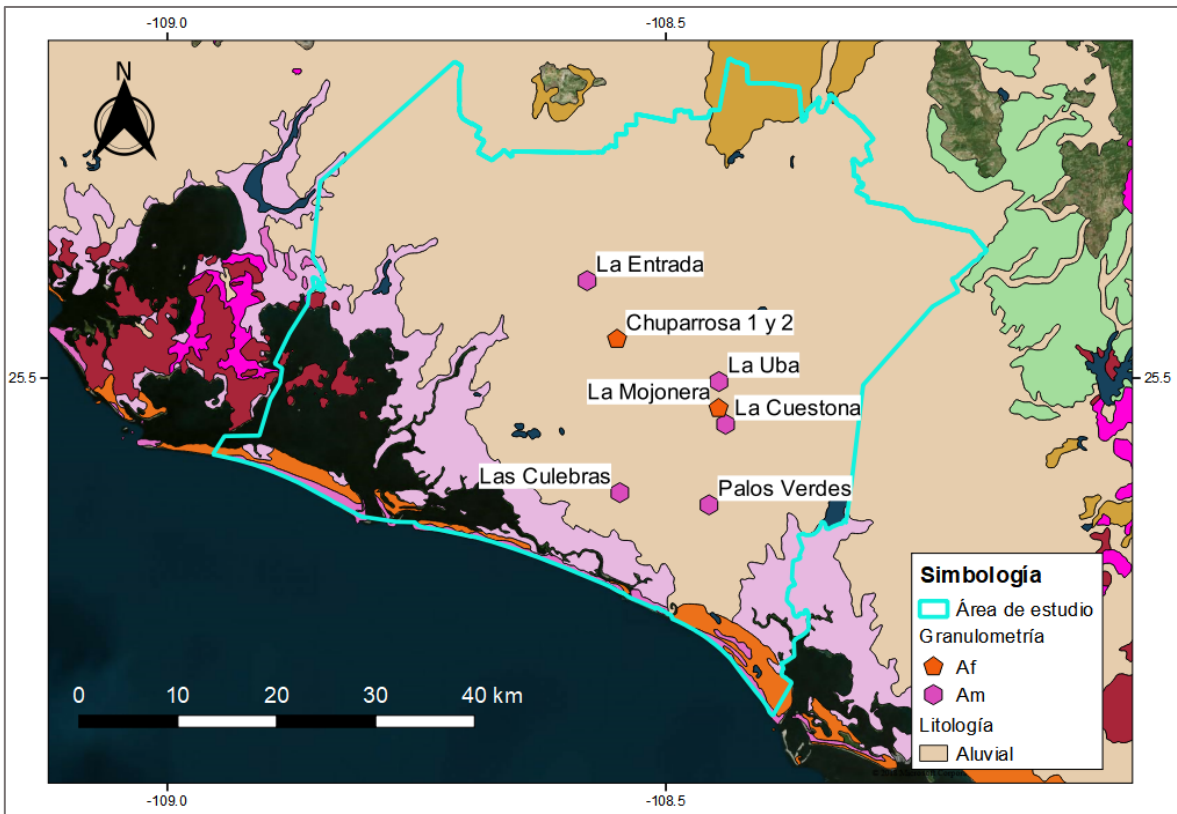 -109.0
-108.5
N
La Entrada
Chuparrosa 1 y 2
25.5
La Uba
25.5
La Mojonera
La Cuestona
Las Culebras
Palos Verdes
Simbología
Área de estudio
Granulometría
Af
Am
Litología
Aluvial
0 10 20 30 40 km
-109.0
-108.5